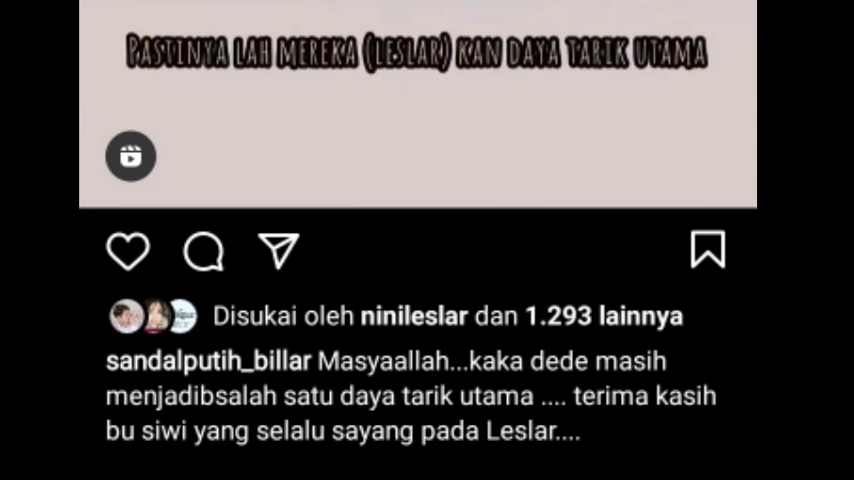 PASTINYA LAH MEREKA (LESLAR) KAN DAYA TARIK UTAMA
Disukai oleh ninileslar dan 1.293 lainnya
sandalputih_billar Masyaallah...kaka dede masih
menjadibsalah satu daya tarik utama .... terima kasih
bu siwi yang selalu sayang pada Leslar....